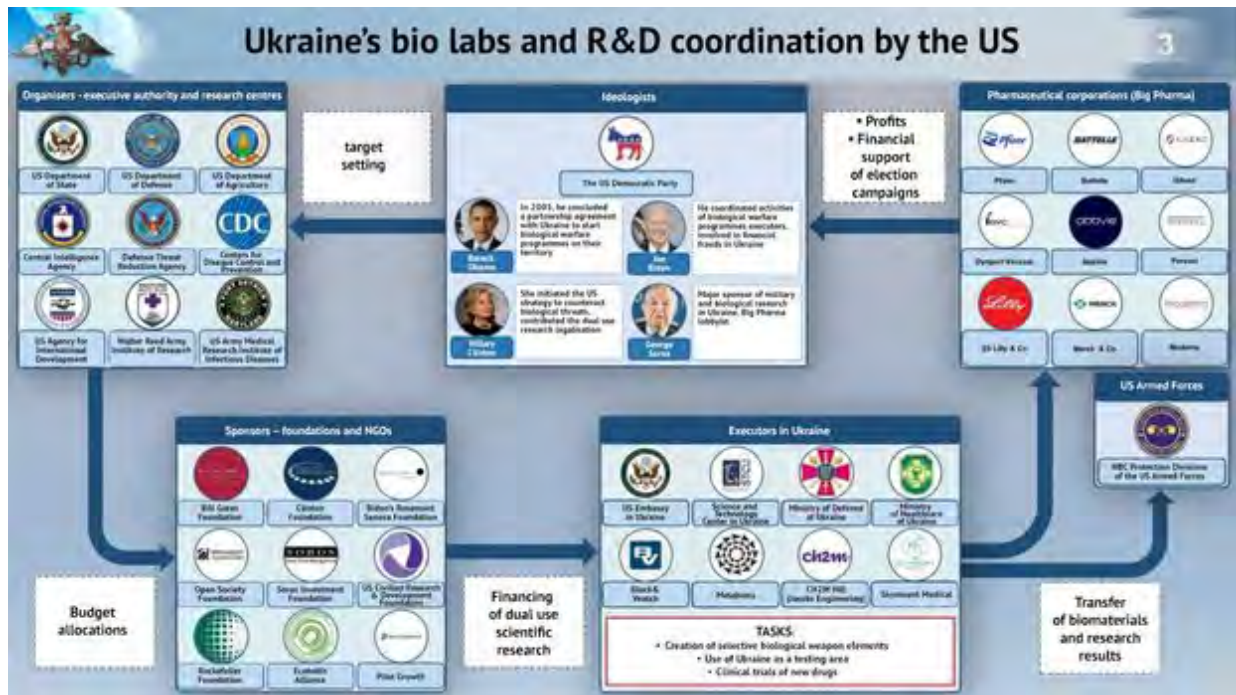 Ukraine's bio labs and R&D coordination by the US
3
Organisers - executive authority and research centres
US Department
of State
US Department
of Defense
US Department
of Agriculture
CDC
Central Intelligence
Agency
Defense Threat
Reduction Agency
Centers for
Disease Control and
Prevention
US Agency for
International
Development
Walter Reed Army
Institute of Research
US Army Medical
Research Institute of
Infectious Diseases
target
setting
Ideologists
The US Democratic Party
In 2005, he concluded
a partnership agreement
with Ukraine to start
biological warfare
programmes on their
territory
Barack
Obama
He coordinated activities
of biological warfare
programmes executors,
involved in financial
frauds in Ukraine
Joe
Biden
She initiated the US
strategy to counteract
biological threats,
contributed the dual use
research legalisation
Hillary
Clinton
Major sponsor of military
and biological research
in Ukraine, Big Pharma
lobbyist
George
Soros
• Profits
• Financial
support
of election
campaigns
Pharmaceutical corporations (Big Pharma)
Pfizer
BATTELLE
GILEAD
Pfizer
Battelle
Gilead
abbvie
Dynport Vaccine
Abbvie
Lilly
MERCK
Merck & Co
Moderna
US Armed Forces
NBC Protection Divisions
of the US Armed Forces
Budget
allocations
Sponsors – foundations and NGOs
Bill Gates
Foundation
Clinton
Foundation
Biden's Rosemont
Seneca Foundation
SOROS
Open Society
Foundation
Soros Investment
Foundation
US Civilian Research
& Development
Foundation
Rockefeller
Foundation
EcoHealth
Alliance
Pilot Growth
Financing
of dual use
scientific
research
Executors in Ukraine
US Embassy
in Ukraine
Science and
Technology
Center in Ukraine
Ministry of Defence
of Ukraine
Ministry
of Healthcare
of Ukraine
BV
ch2m
Black &
Veatch
Metabiota
CH2M Hill
(Jacobs Engineering)
Skymount Medical
TASKS:
• Creation of selective biological weapon elements
• Use of Ukraine as a testing area
• Clinical trials of new drugs
Transfer
of biomaterials
and research
results